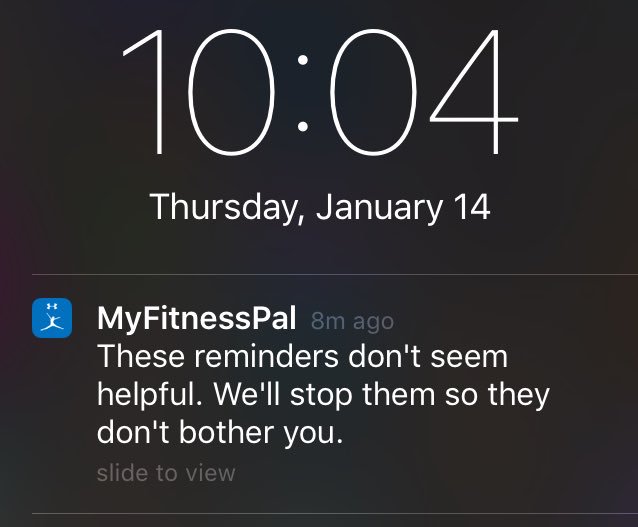 10:04
Thursday, January 14
MyFitnessPal 8m ago
These reminders don't seem
helpful. We'll stop them so they
don't bother you.
slide to view